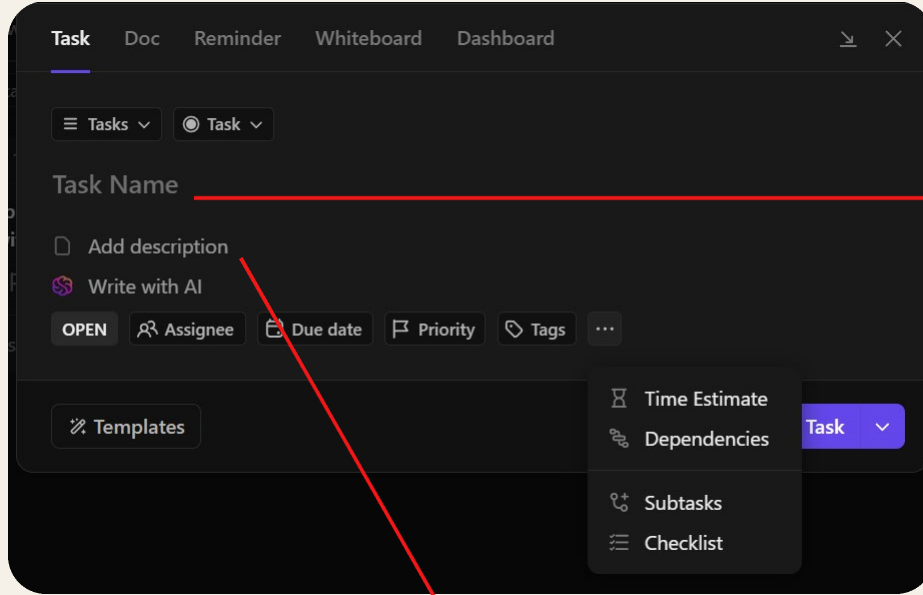 Task Doc Reminder Whiteboard Dashboard
Tasks Task
Task Name
Add description
Write with AI
OPEN Assignee Due date Priority Tags
Templates
Time Estimate
Dependencies
Task
Subtasks
Checklist